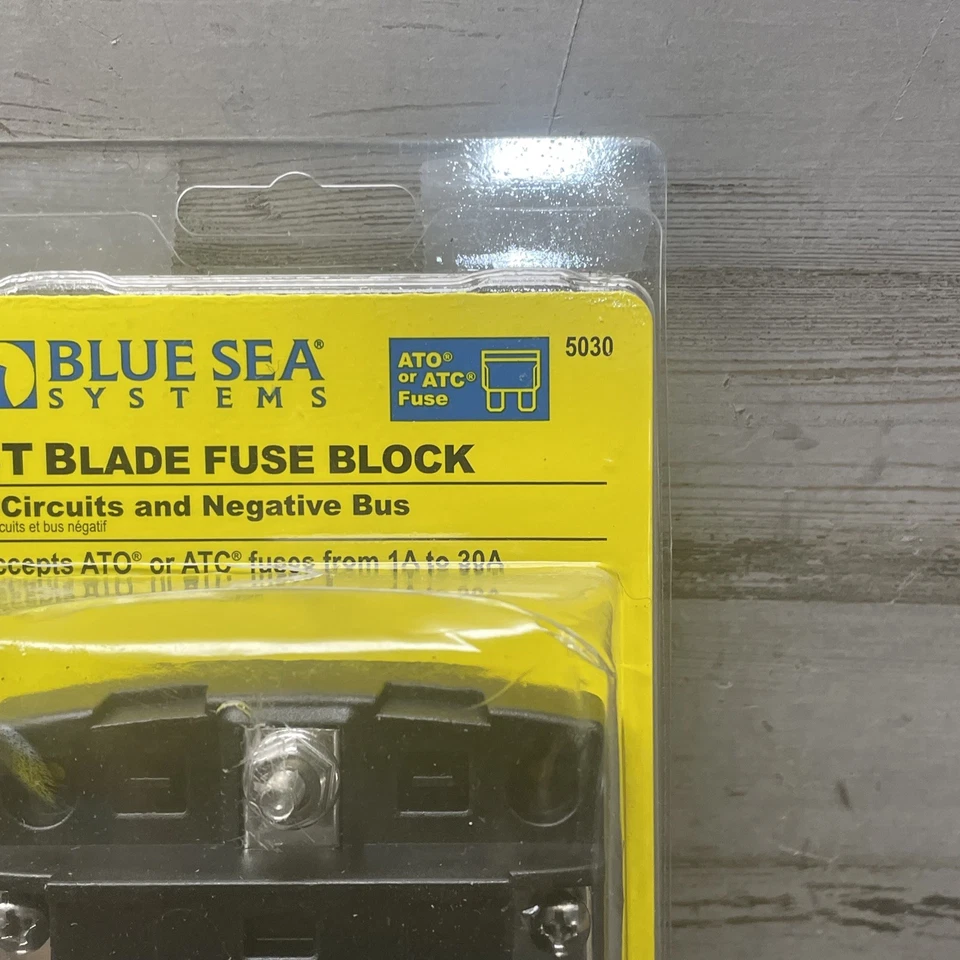 BLUE SEA®
SYSTEMS
ATO®
or ATC®
Fuse
5030
T BLADE FUSE BLOCK
Circuits and Negative Bus
cuits et bus négatif
ccepts ATO® or ATC® fuses from 1A to 30A